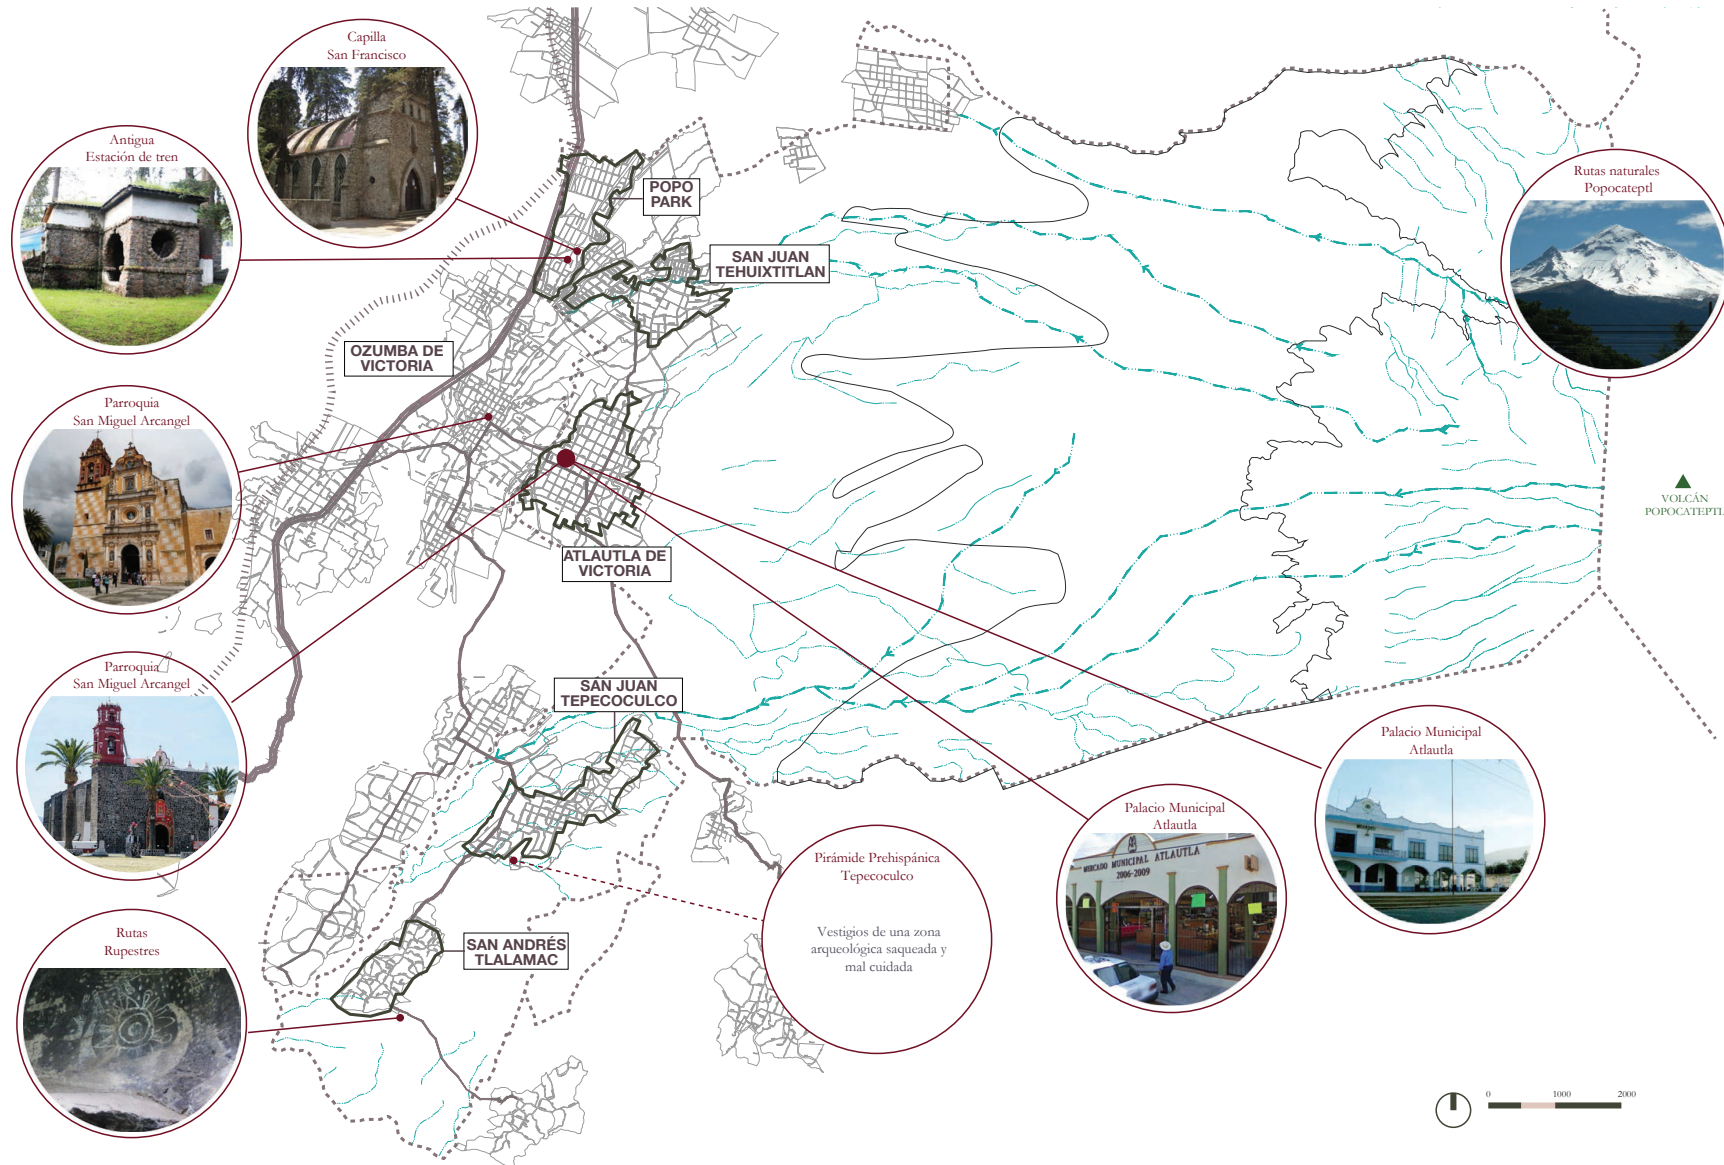 Capilla
San Francisco
Antigua
Estación de tren
POPO
PARK
SAN JUAN
TEHUIXTITLAN
Rutas naturales
Popocateptl
OZUMBA DE
VICTORIA
Parroquia
San Miguel Arcangel
VOLCÁN
POPOCATEPTL
ATLAUTLA DE
VICTORIA
Parroquia
San Miguel Arcangel
SAN JUAN
TEPECOCULCO
Palacio Municipal
Atlautla
Palacio Municipal
Atlautla
MERCADO MUNICIPAL ATLAUTLA
2006-2009
Pirámide Prehispánica
Tepecoculco
Vestigios de una zona
arqueológica saqueada y
mal cuidada
Rutas
Rupestres
SAN ANDRÉS
TLALAMAC
0 1000 2000